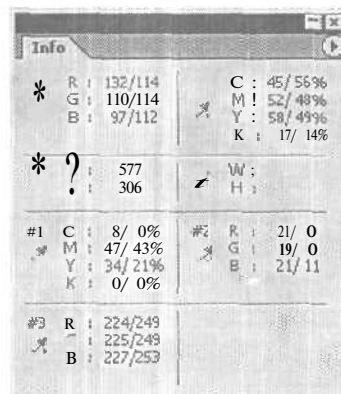 Info
R : 132/114
G : 110/114
B : 97/112
C : 45/56%
M ! 52/48%
Y : 58/49%
K : 17/14%
? : 577
: 306
W :
H :
#1 C : 8/0%
M : 47/43%
Y : 34/21%
K : 0/0%
#2 R : 21/0
G : 19/0
B : 21/11
#3 R : 224/249
: 225/249
B : 227/253